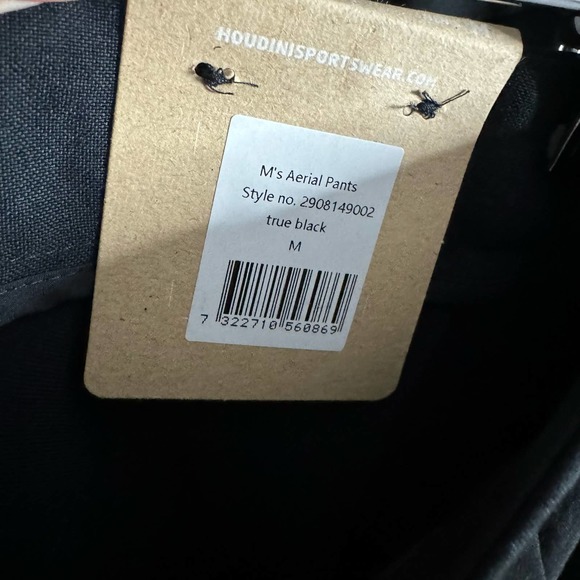 HOUDINISPORTSWEAR.COM
M's Aerial Pants
Style no. 2908149002
true black
M
7 322710 560869